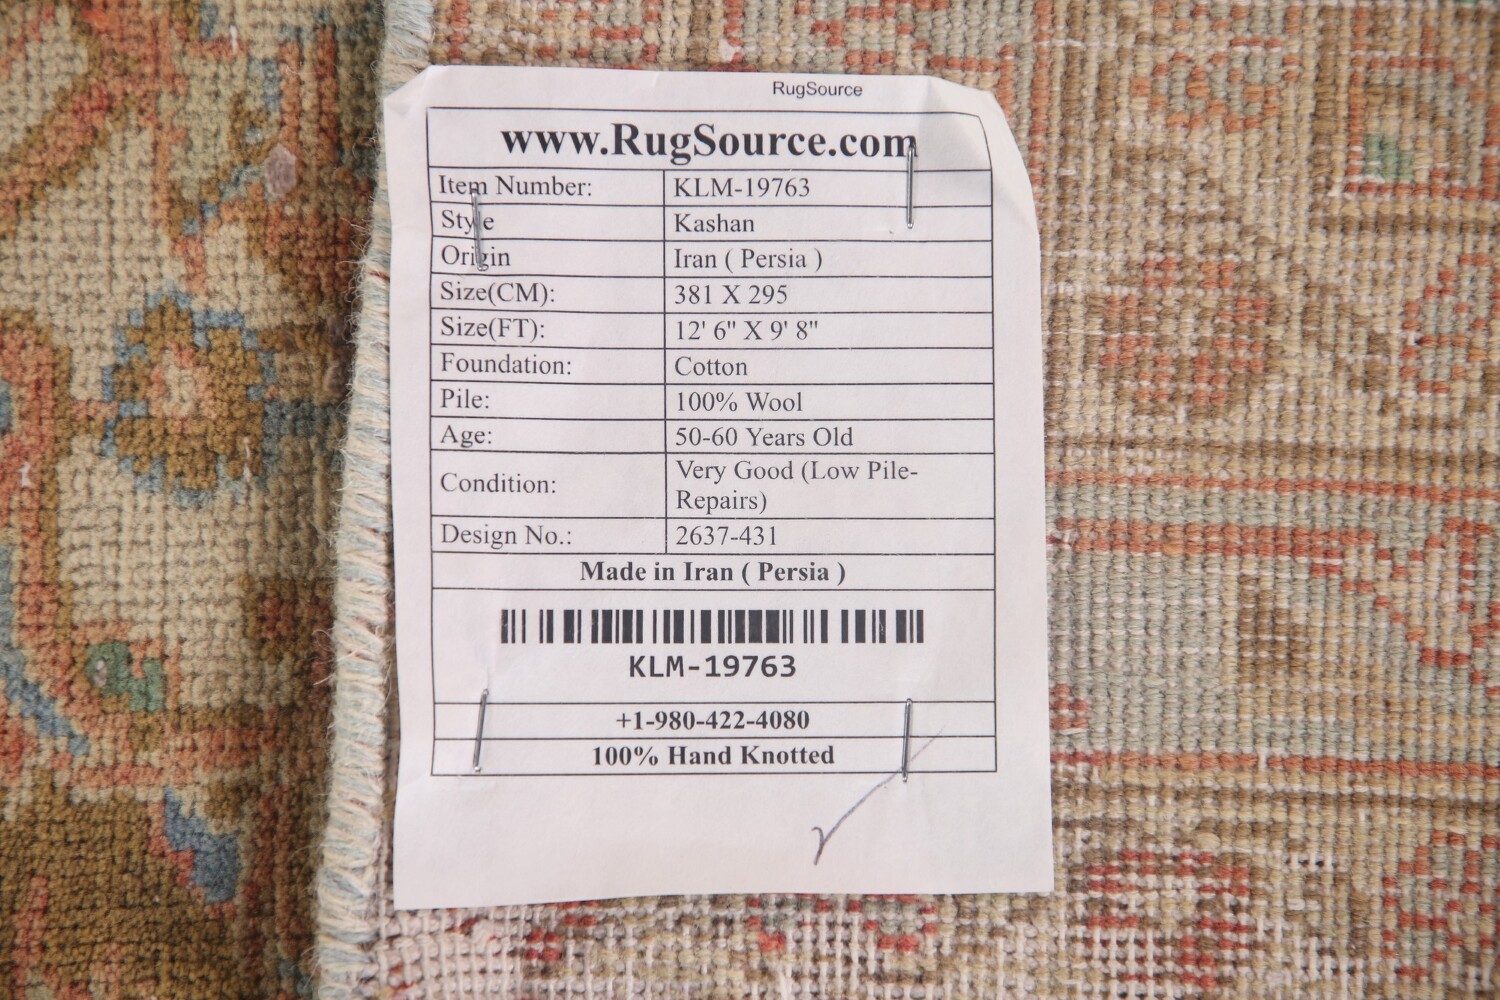 RugSource
www.RugSource.com
Item Number: KLM-19763
Style Kashan
Origin Iran ( Persia )
Size(CM): 381 X 295
Size(FT): 12' 6" X 9' 8"
Foundation: Cotton
Pile: 100% Wool
Age: 50-60 Years Old
Condition: Very Good (Low Pile-
Repairs)
Design No.: 2637-431
Made in Iran ( Persia )
KLM-19763
+1-980-422-4080
100% Hand Knotted